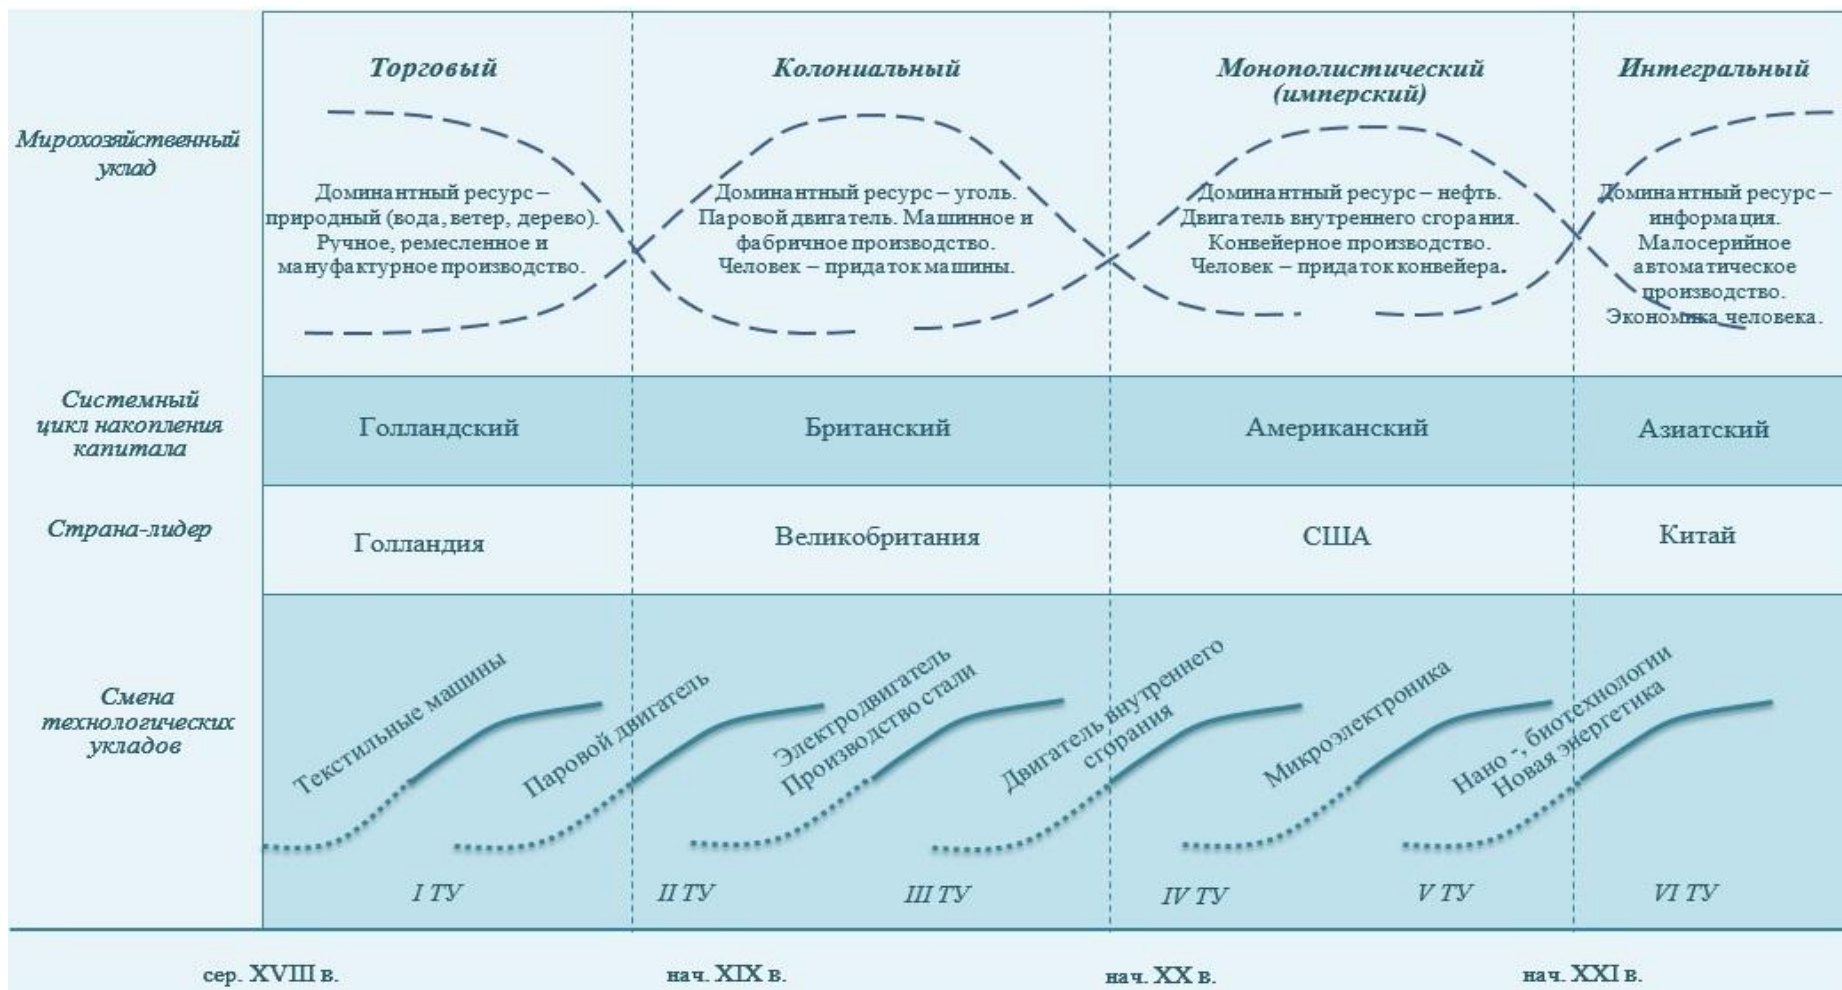 Торговый
Колониальный
Монополистический
(имперский)
Интегральный
Мирохозяйственный
уклад
Доминантный ресурс –
природный (вода, ветер, дерево).
Ручное, ремесленное и
мануфактурное производство.
Доминантный ресурс – уголь.
Паровой двигатель. Машинное и
фабричное производство.
Человек – придаток машины.
Доминантный ресурс – нефть.
Двигатель внутреннего сгорания.
Конвейерное производство.
Человек – придаток конвейера.
Доминантный ресурс –
информация.
Малосерийное
автоматическое
производство.
Экономика человека.
Системный
цикл накопления
капитала
Голландский
Британский
Американский
Азиатский
Страна-лидер
Голландия
Великобритания
США
Китай
Смена
технологических
укладов
Текстильные машины
Паровой двигатель
Электродвигатель
Производство стали
Двигатель внутреннего
сгорания
Микроэлектроника
Нано -, биотехнологии
Новая энергетика
I ТУ
II ТУ
III ТУ
IV ТУ
V ТУ
VI ТУ
сер. XVIII в.
нач. XIX в.
нач. XX в.
нач. XXI в.